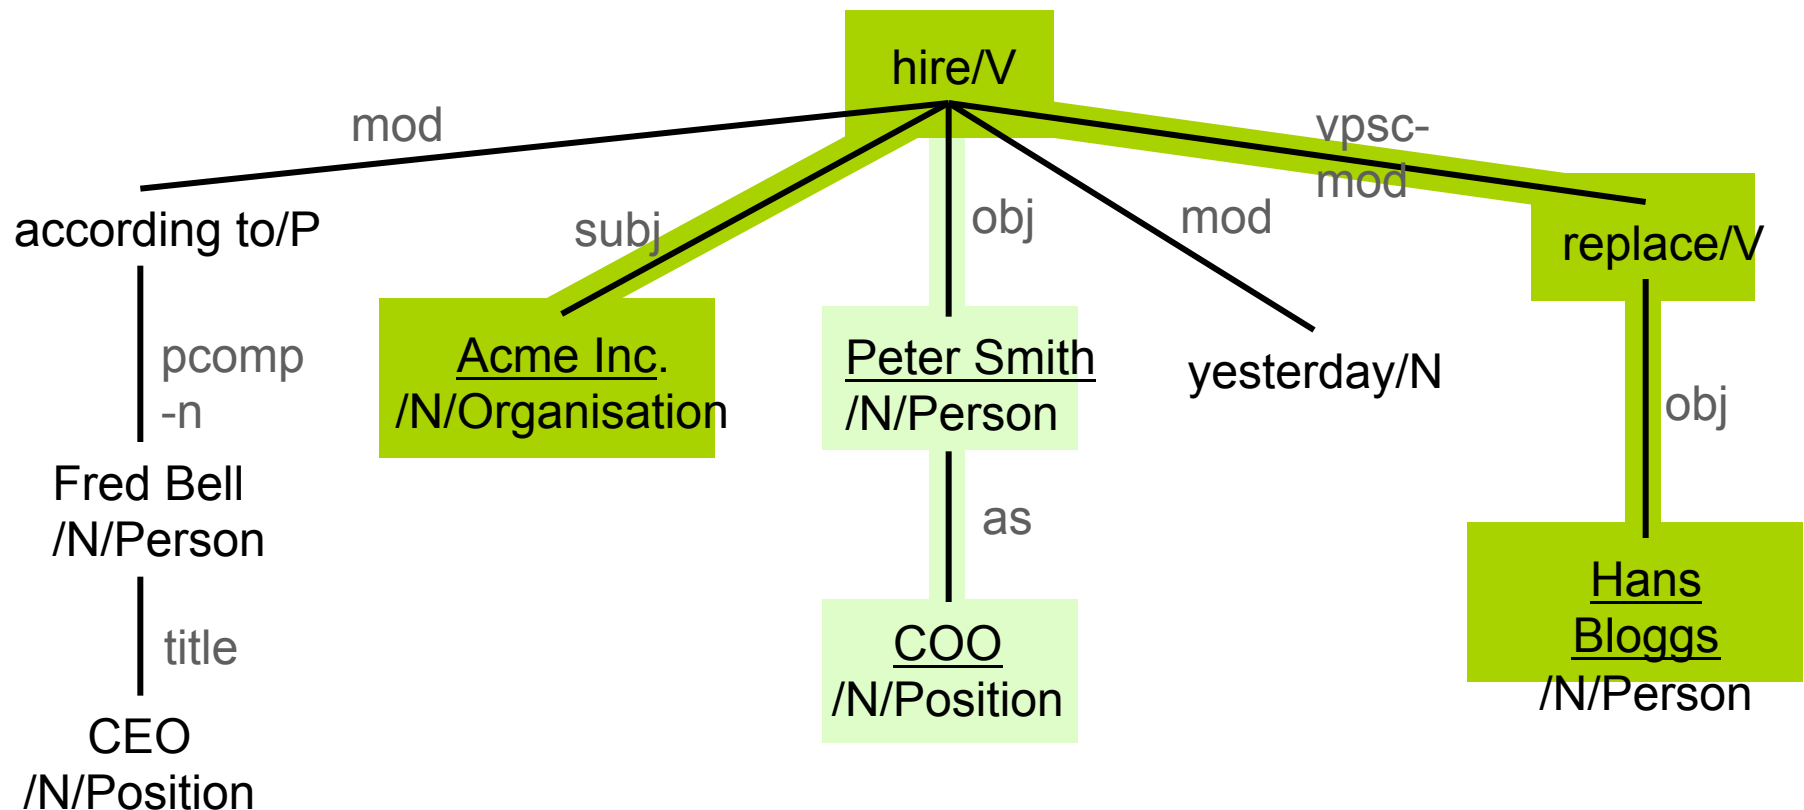 hire/V
mod
vpsc-
mod
according to/P
subj
obj
mod
replace/V
pcomp
-n
Acme Inc.
/N/Organisation
Peter Smith
/N/Person
yesterday/N
obj
Fred Bell
/N/Person
as
Hans
Bloggs
/N/Person
title
COO
/N/Position
CEO
/N/Position